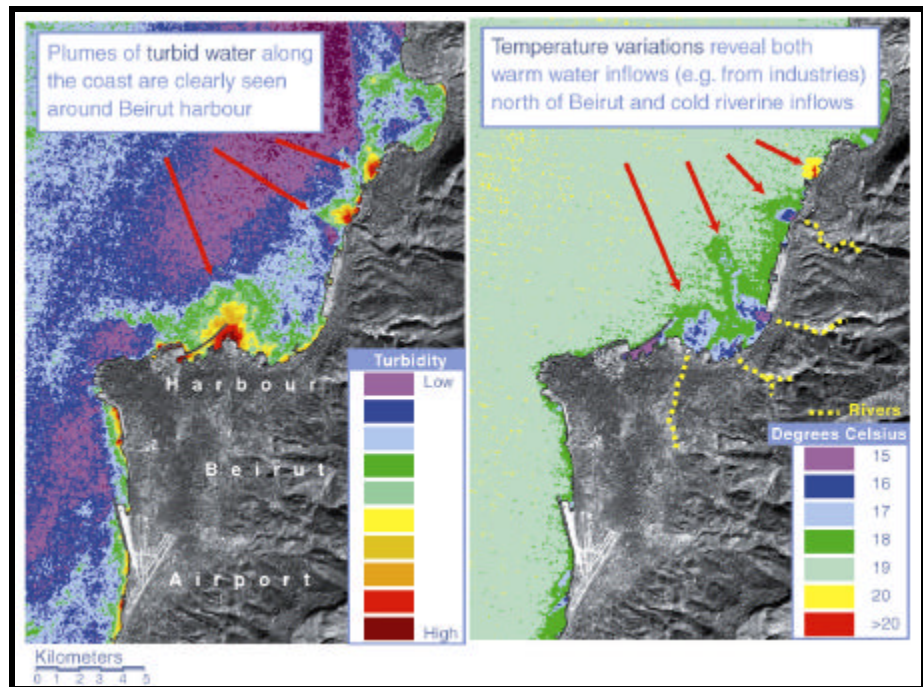 Plumes of turbid water along
the coast are clearly seen
around Beirut harbour
Temperature variations reveal both
warm water inflows (e.g. from industries)
north of Beirut and cold riverine inflows
Harbour
Beirut
Airport
Turbidity
Low
High
Kilometers
0 1 2 3 4 5
Rivers
Degrees Celsius
15
16
17
18
19
20
>20